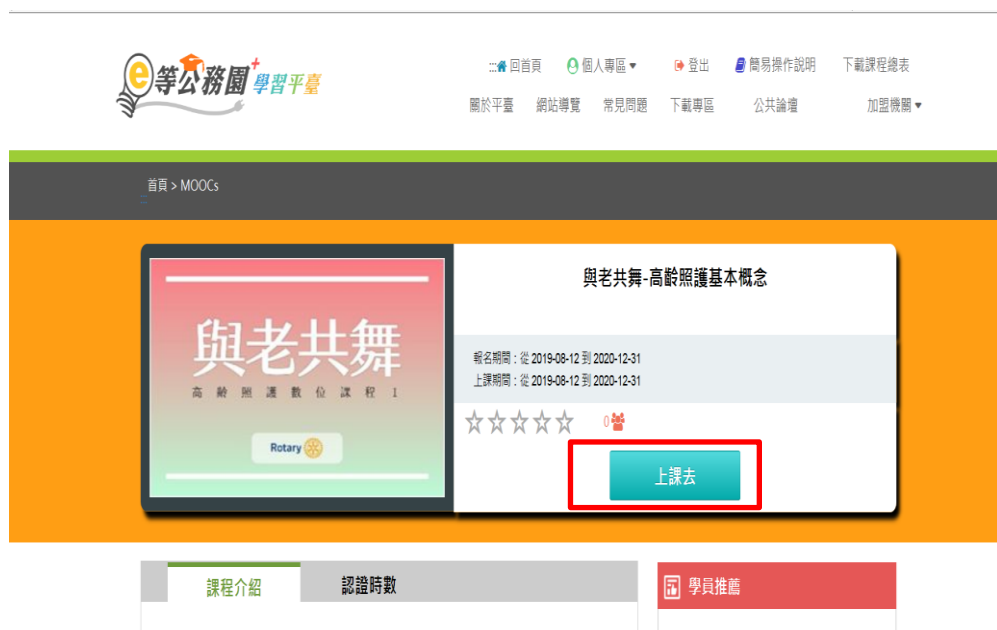 e等公務園+學習平臺
:::回首頁 個人專區▼ 登出 簡易操作說明 下載課程總表
關於平臺 網站導覽 常見問題 下載專區 公共論壇 加盟機關▼
首頁 > MOOCs
與老共舞
高齡照護數位課程 I
Rotary
與老共舞-高齡照護基本概念
報名期間：從 2019-08-12 到 2020-12-31
上課期間：從 2019-08-12 到 2020-12-31
0
上課去
課程介紹 認證時數
學員推薦